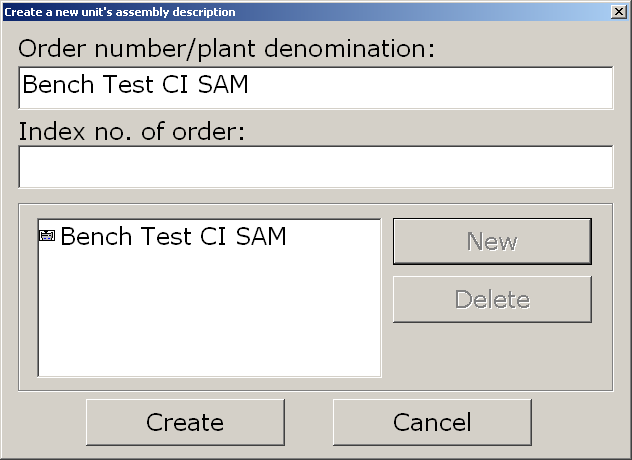 Create a new unit's assembly description
Order number/plant denomination:
Bench Test CI SAM
Index no. of order:
Bench Test CI SAM
New
Delete
Create
Cancel